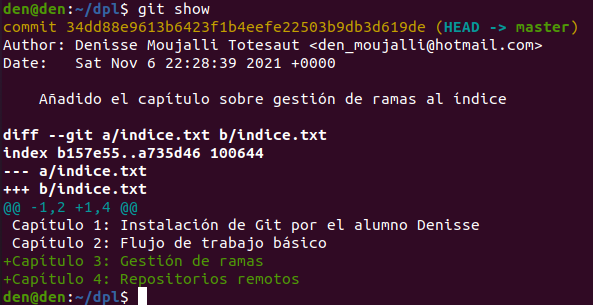 den@den:~/dpl$ git show
commit 34dd88e9613b6423f1b4eefe22503b9db3d619de (HEAD -> master)
Author: Denisse Moujalli Totesaut <den_moujalli@hotmail.com>
Date:   Sat Nov 6 22:28:39 2021 +0000

    Añadido el capítulo sobre gestión de ramas al índice

diff --git a/indice.txt b/indice.txt
index b157e55..a735d46 100644
--- a/indice.txt
+++ b/indice.txt
@@ -1,2 +1,4 @@
 Capítulo 1: Instalación de Git por el alumno Denisse
 Capítulo 2: Flujo de trabajo básico
+Capítulo 3: Gestión de ramas
+Capítulo 4: Repositorios remotos
den@den:~/dpl$